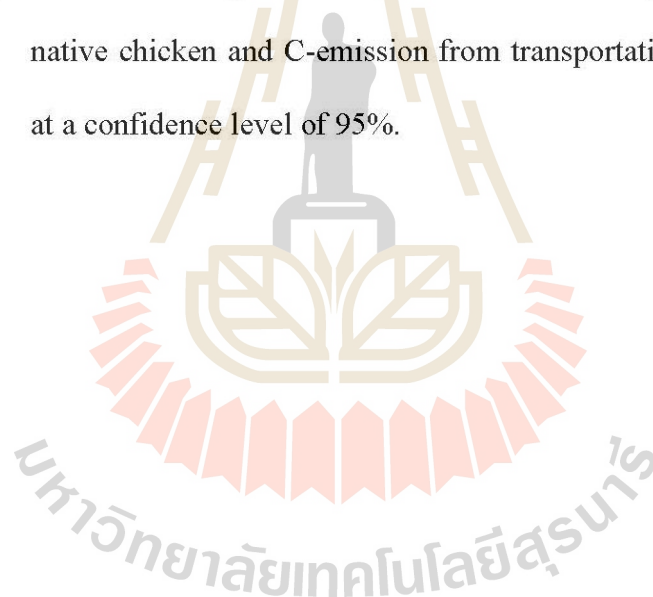 native chicken and C-emission from transportati
at a confidence level of 95%.
มหาวิทยาลัยเทคโนโลยีสุรนารี